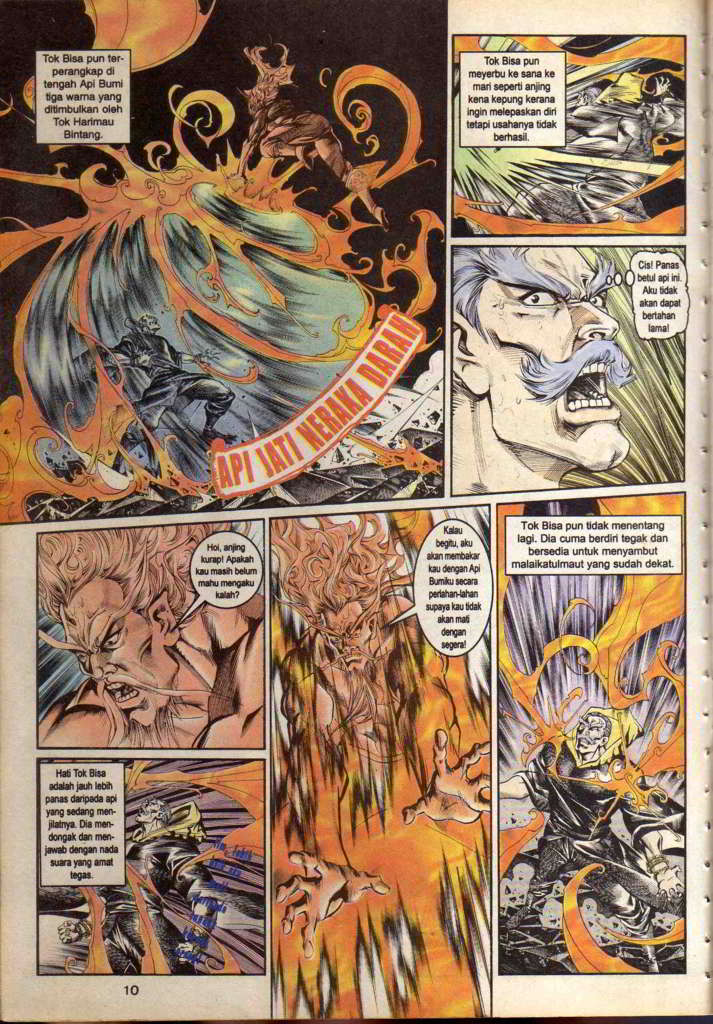 Tok Bisa pun ter-
perangkap di
tengah Api Bumi
tiga warna yang
ditimbulkan oleh
Tok Harimau
Bintang.
API JATI NERAKA DARAH
Tok Bisa pun
meyerbu ke sana ke
mari seperti anjing
kena kepung kerana
ingin melepaskan diri
tetapi usahanya tidak
berhasil.
Cis! Panas
betul api ini.
Aku tidak
akan dapat
bertahan
lama!
Hoi, anjing
kurap! Apakah
kau masih belum
mahu mengaku
kalah?
Kalau
begitu, aku
akan membakar
kau dengan Api
Bumiku secara
perlahan-lahan
supaya kau tidak
akan mati
dengan
segera!
Tok Bisa pun tidak menentang
lagi. Dia cuma berdiri tegak dan
bersedia untuk menyambut
malaikatulmaut yang sudah dekat.
Hati Tok Bisa
adalah jauh lebih
panas daripada api
yang sedang men-
jilatnya. Dia men-
dongak dan men-
jawab dengan nada
suara yang amat
tegas.
10